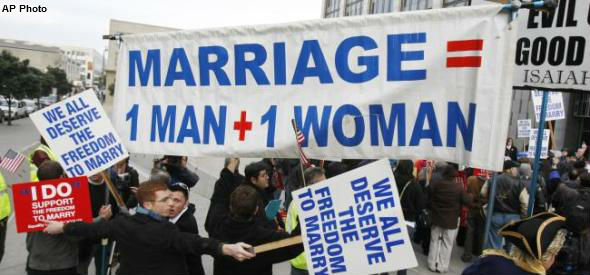 AP Photo
MARRIAGE =
1 MAN + 1 WOMAN
EVIL
GOOD
ISAIAH
WE ALL
DESERVE
THE
FREEDOM
TO MARRY
"I DO"
SUPPORT
THE FREEDOM
TO MARRY
WE ALL
DESERVE
THE
FREEDOM
TO MARRY